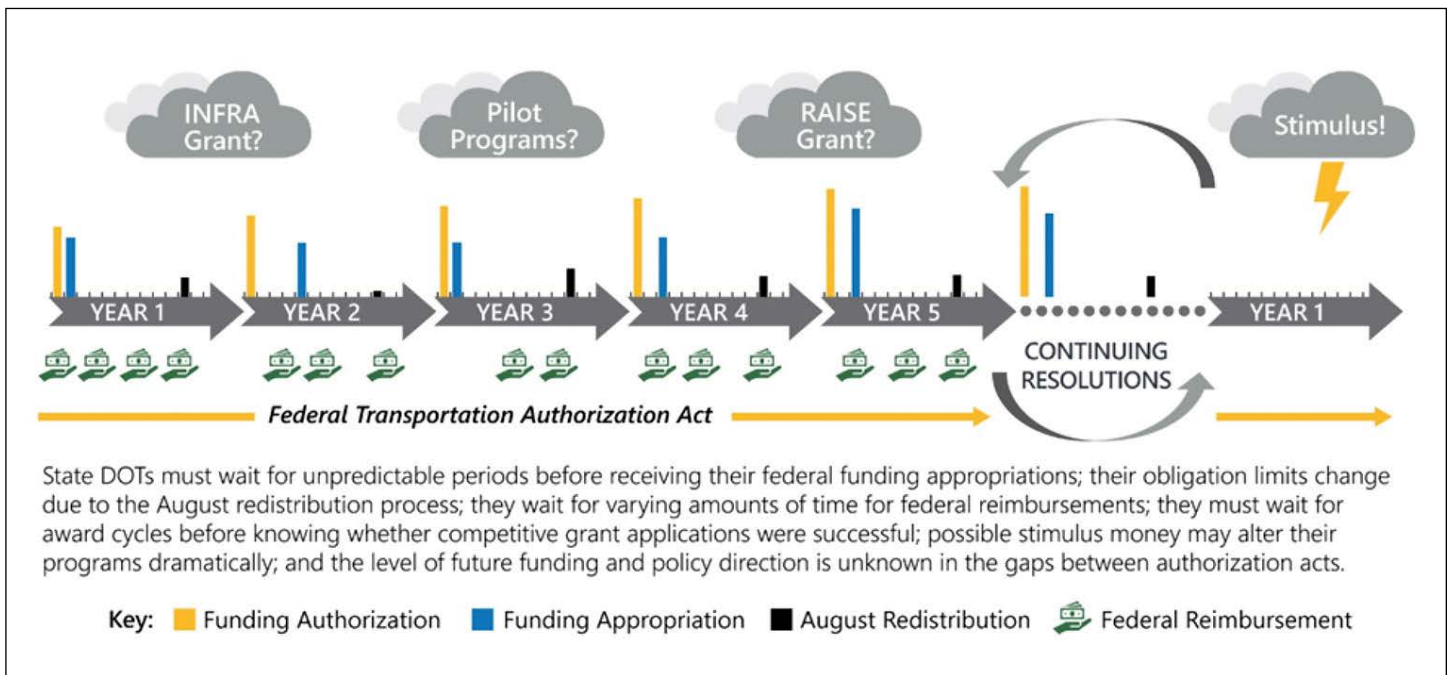 INFRA
Grant?
Pilot
Programs?
RAISE
Grant?
Stimulus!
YEAR 1
YEAR 2
YEAR 3
YEAR 4
YEAR 5
YEAR 1
CONTINUING
RESOLUTIONS
Federal Transportation Authorization Act
State DOTs must wait for unpredictable periods before receiving their federal funding appropriations; their obligation limits change
due to the August redistribution process; they wait for varying amounts of time for federal reimbursements; they must wait for
award cycles before knowing whether competitive grant applications were successful; possible stimulus money may alter their
programs dramatically; and the level of future funding and policy direction is unknown in the gaps between authorization acts.
Key: Funding Authorization Funding Appropriation August Redistribution Federal Reimbursement